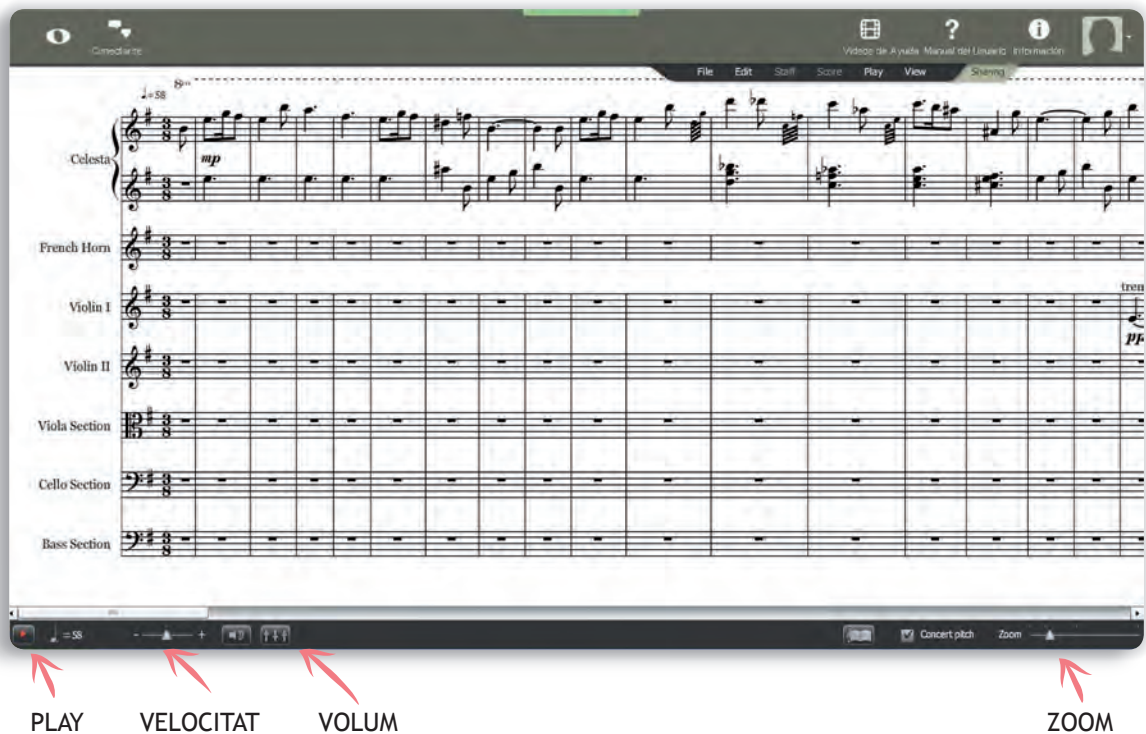 Comediante
Videos de Ayuda Manual del Usuario Información
File Edit Staff Score Play View Sharing
8va
♩=58
Celesta
mp
French Horn
trem
Violin I
pp
Violin II
Viola Section
Cello Section
Bass Section
♩ = 58 - + Concert pitch Zoom -
PLAY VELOCITAT VOLUM ZOOM